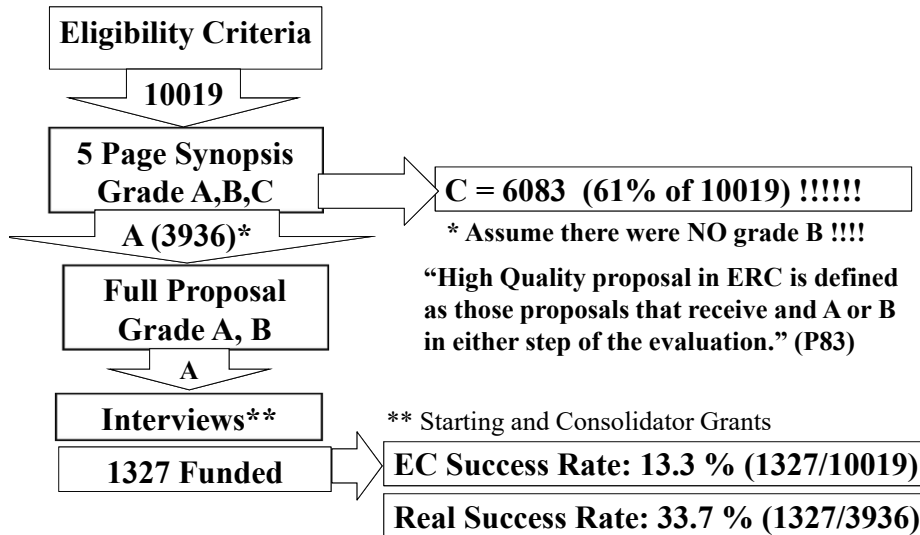 Eligibility Criteria
10019
5 Page Synopsis
Grade A,B,C
C = 6083 (61% of 10019) !!!!!!
A (3936)*
* Assume there were NO grade B !!!!
“High Quality proposal in ERC is defined
as those proposals that receive and A or B
in either step of the evaluation.” (P83)
Full Proposal
Grade A, B
A
Interviews**
** Starting and Consolidator Grants
1327 Funded
EC Success Rate: 13.3 % (1327/10019)
Real Success Rate: 33.7 % (1327/3936)